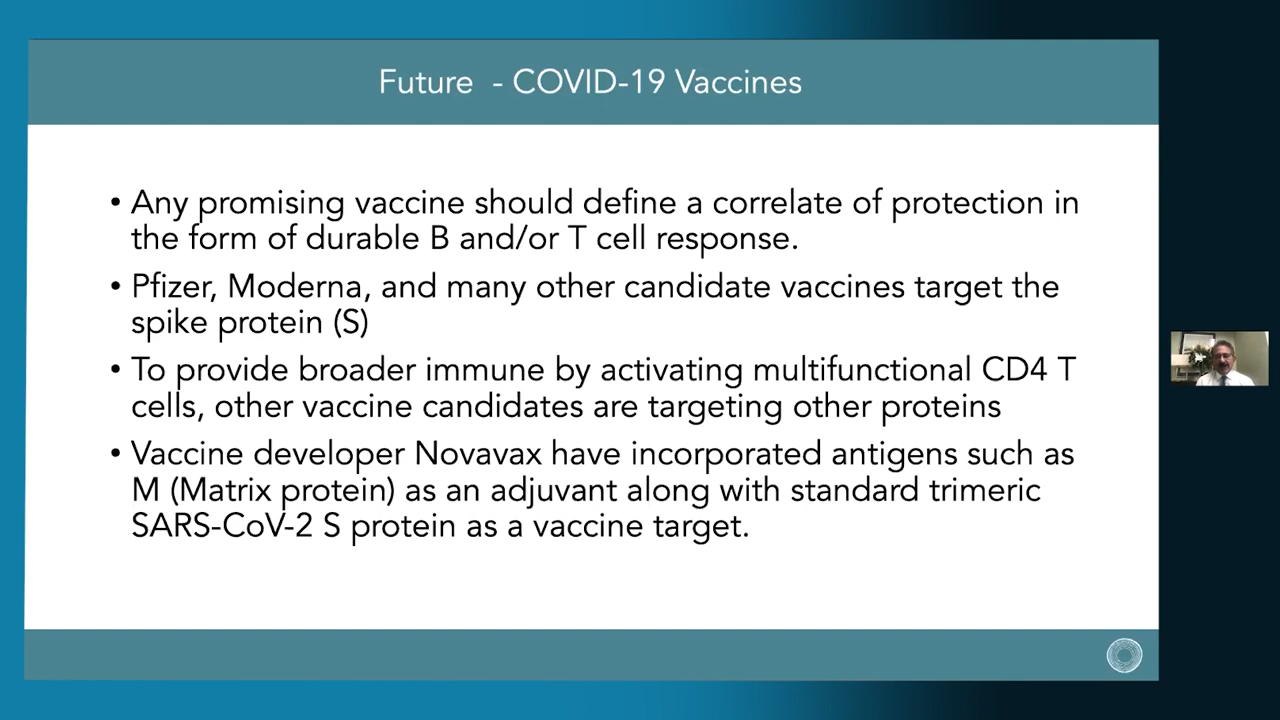 Future - COVID-19 Vaccines
• Any promising vaccine should define a correlate of protection in
the form of durable B and/or T cell response.
• Pfizer, Moderna, and many other candidate vaccines target the
spike protein (S)
• To provide broader immune by activating multifunctional CD4 T
cells, other vaccine candidates are targeting other proteins
• Vaccine developer Novavax have incorporated antigens such as
M (Matrix protein) as an adjuvant along with standard trimeric
SARS-CoV-2 S protein as a vaccine target.